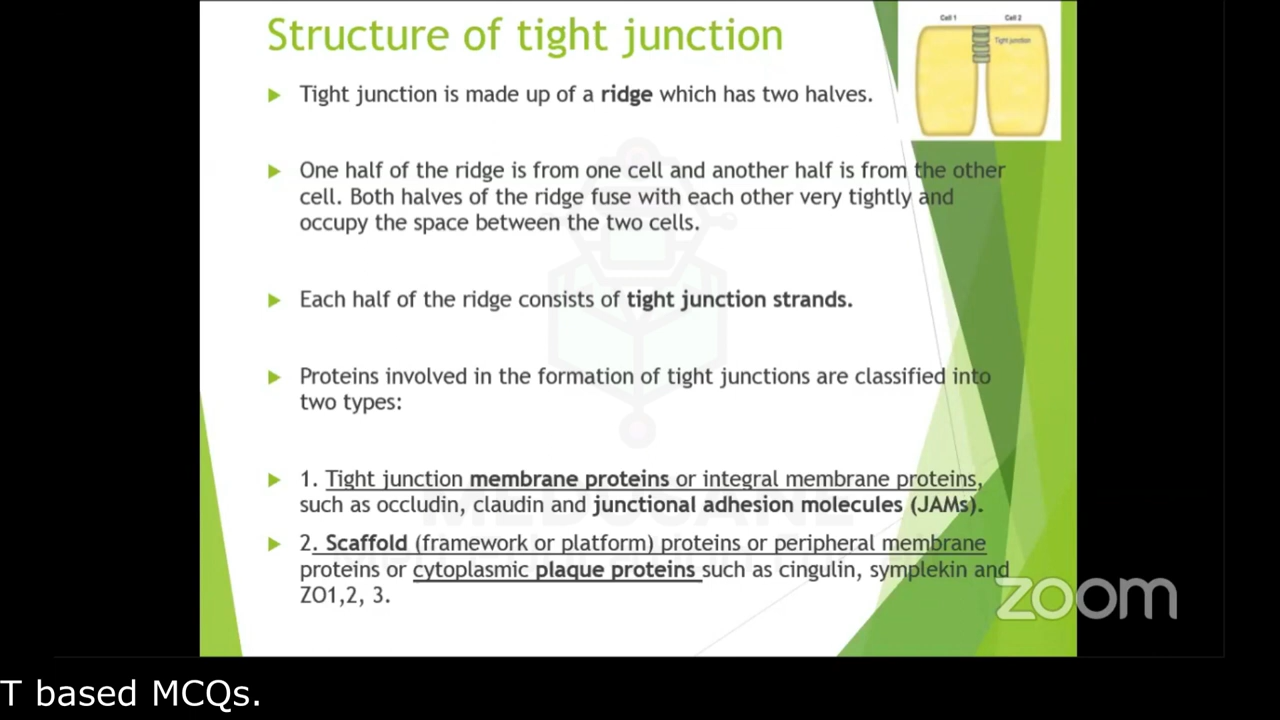 Structure of tight junction
Cell 1
Cell 2
Tight junction
Tight junction is made up of a ridge which has two halves.
One half of the ridge is from one cell and another half is from the other
cell. Both halves of the ridge fuse with each other very tightly and
occupy the space between the two cells.
Each half of the ridge consists of tight junction strands.
Proteins involved in the formation of tight junctions are classified into
two types:
1. Tight junction membrane proteins or integral membrane proteins,
such as occludin, claudin and junctional adhesion molecules (JAMs).
2. Scaffold (framework or platform) proteins or peripheral membrane
proteins or cytoplasmic plaque proteins such as cingulin, symplekin and
ZO1,2, 3.
zoom
T based MCQs.